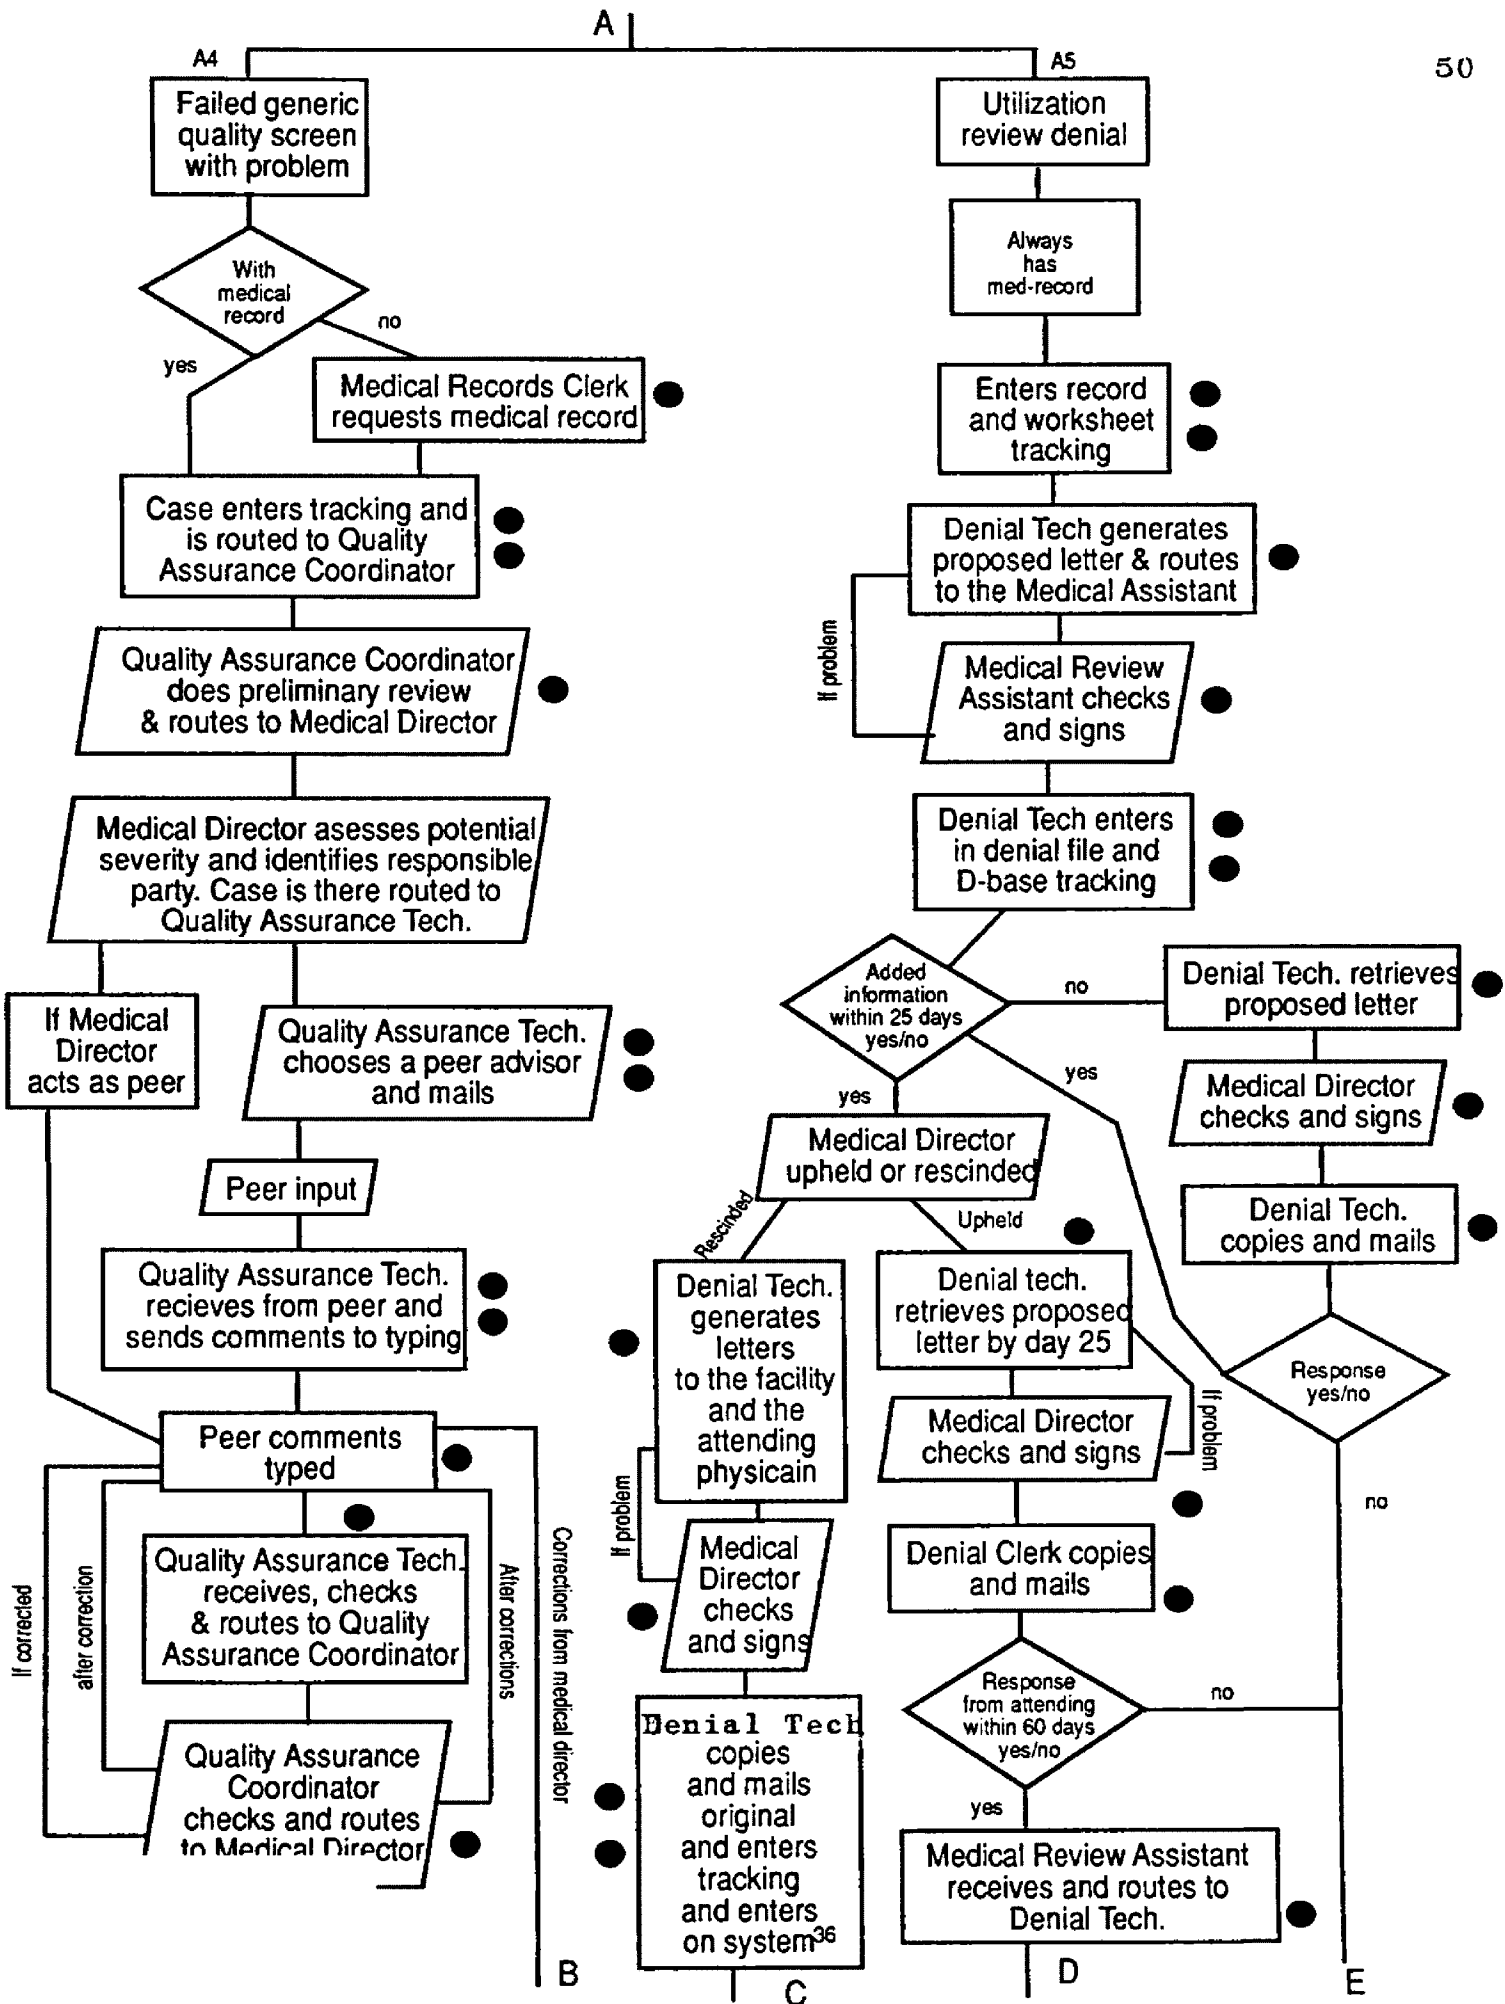 A
50
A4
Failed generic
quality screen
with problem
With
medical
record
no
yes
Medical Records Clerk
requests medical record
Case enters tracking and
is routed to Quality
Assurance Coordinator
Quality Assurance Coordinator
does preliminary review
& routes to Medical Director
Medical Director asesses potential
severity and identifies responsible
party. Case is there routed to
Quality Assurance Tech.
If Medical
Director
acts as peer
Quality Assurance Tech.
chooses a peer advisor
and mails
Peer input
Quality Assurance Tech.
recieves from peer and
sends comments to typing
Peer comments
typed
Quality Assurance Tech.
receives, checks
& routes to Quality
Assurance Coordinator
If corrected
after correction
After corrections
Corrections from medical director
Quality Assurance
Coordinator
checks and routes
to Medical Director
B
A5
Utilization
review denial
Always
has
med-record
Enters record
and worksheet
tracking
Denial Tech generates
proposed letter & routes
to the Medical Assistant
If problem
Medical Review
Assistant checks
and signs
Denial Tech enters
in denial file and
D-base tracking
Added
information
within 25 days
yes/no
no
yes
yes
Denial Tech. retrieves
proposed letter
Medical Director
checks and signs
Denial Tech.
copies and mails
Response
yes/no
no
Medical Director
upheld or rescinded
Rescinded
Upheld
Denial Tech.
generates
letters
to the facility
and the
attending
physicain
If problem
Medical
Director
checks
and signs
Denial Tech
copies
and mails
original
and enters
tracking
and enters
on system36
C
Denial tech.
retrieves proposed
letter by day 25
If problem
Medical Director
checks and signs
Denial Clerk copies
and mails
Response
from attending
within 60 days
yes/no
no
yes
Medical Review Assistant
receives and routes to
Denial Tech.
D
E